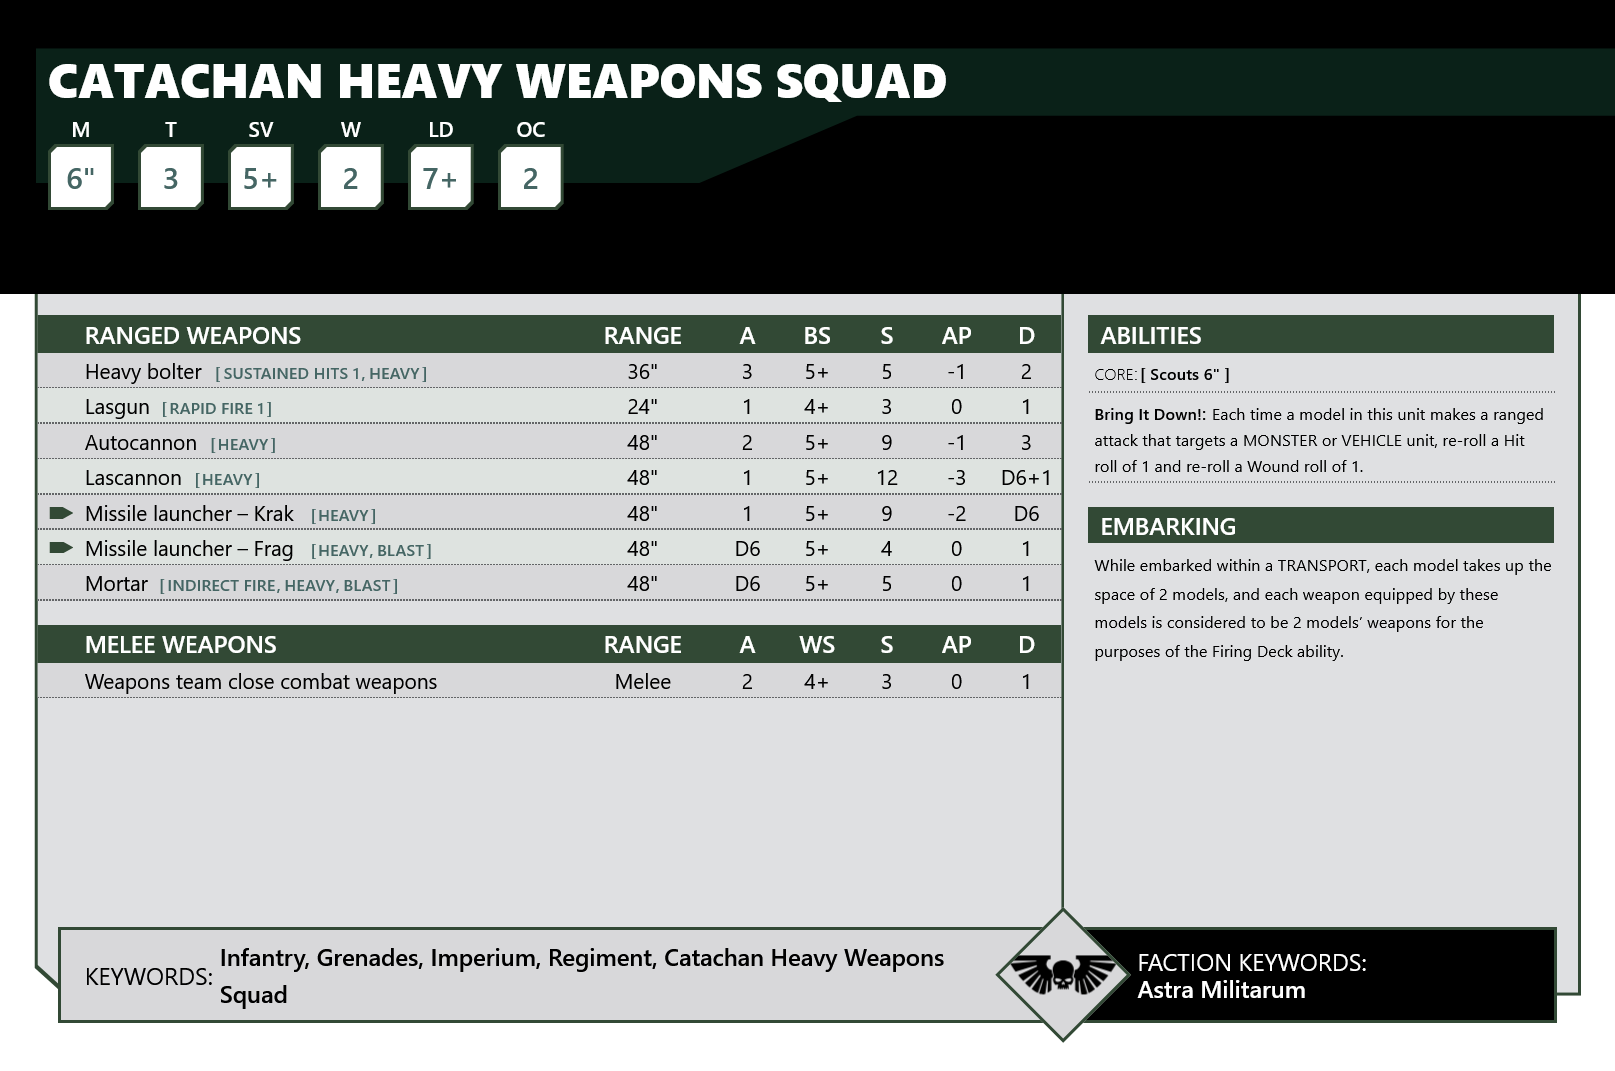 CATACHAN HEAVY WEAPONS SQUAD
M T SV W LD OC
6" 3 5+ 2 7+ 2
RANGED WEAPONS RANGE A BS S AP D
Heavy bolter [SUSTAINED HITS 1, HEAVY] 36" 3 5+ 5 -1 2
Lasgun [RAPID FIRE 1] 24" 1 4+ 3 0 1
Autocannon [HEAVY] 48" 2 5+ 9 -1 3
Lascannon [HEAVY] 48" 1 5+ 12 -3 D6+1
Missile launcher – Krak [HEAVY] 48" 1 5+ 9 -2 D6
Missile launcher – Frag [HEAVY, BLAST] 48" D6 5+ 4 0 1
Mortar [INDIRECT FIRE, HEAVY, BLAST] 48" D6 5+ 5 0 1
MELEE WEAPONS RANGE A WS S AP D
Weapons team close combat weapons Melee 2 4+ 3 0 1
ABILITIES
CORE: [ Scouts 6" ]
Bring It Down!: Each time a model in this unit makes a ranged
attack that targets a MONSTER or VEHICLE unit, re-roll a Hit
roll of 1 and re-roll a Wound roll of 1.
EMBARKING
While embarked within a TRANSPORT, each model takes up the
space of 2 models, and each weapon equipped by these
models is considered to be 2 models’ weapons for the
purposes of the Firing Deck ability.
KEYWORDS: Infantry, Grenades, Imperium, Regiment, Catachan Heavy Weapons
Squad
FACTION KEYWORDS:
Astra Militarum